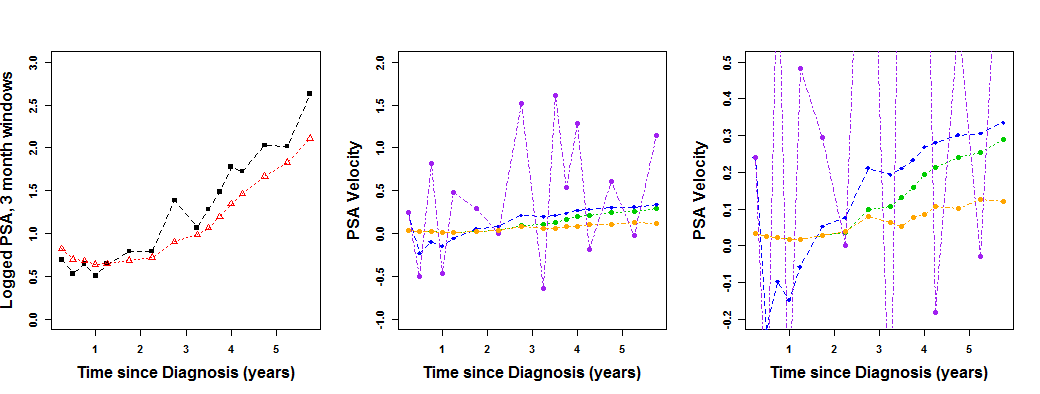 Logged PSA, 3 month windows
3.0
2.5
2.0
1.5
1.0
0.5
0.0
1 2 3 4 5
Time since Diagnosis (years)
PSA Velocity
2.0
1.5
1.0
0.5
0.0
-1.0
1 2 3 4 5
Time since Diagnosis (years)
PSA Velocity
0.5
0.4
0.3
0.2
0.1
0.0
-0.1
-0.2
1 2 3 4 5
Time since Diagnosis (years)